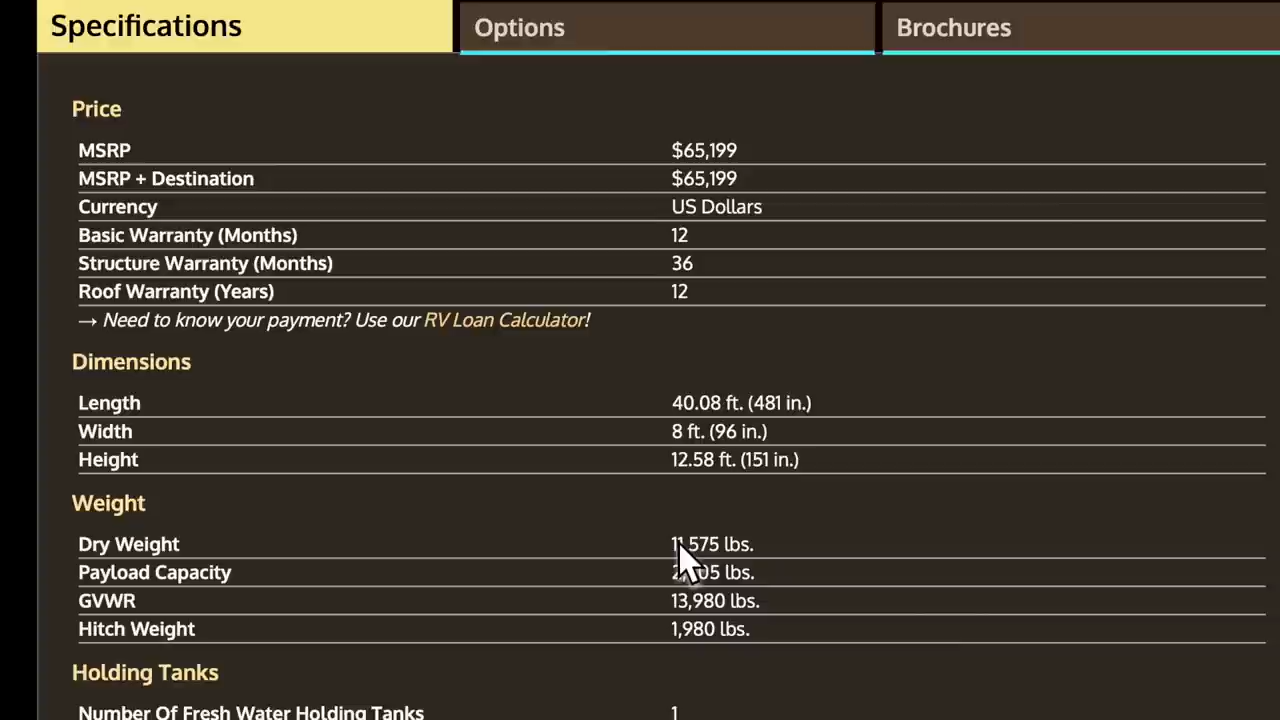 Specifications
Options
Brochures
Price
MSRP $65,199
MSRP + Destination $65,199
Currency US Dollars
Basic Warranty (Months) 12
Structure Warranty (Months) 36
Roof Warranty (Years) 12
→ Need to know your payment? Use our RV Loan Calculator!
Dimensions
Length 40.08 ft. (481 in.)
Width 8 ft. (96 in.)
Height 12.58 ft. (151 in.)
Weight
Dry Weight 11,575 lbs.
Payload Capacity lbs.
GVWR 13,980 lbs.
Hitch Weight 1,980 lbs.
Holding Tanks
Number Of Fresh Water Holding Tanks 1